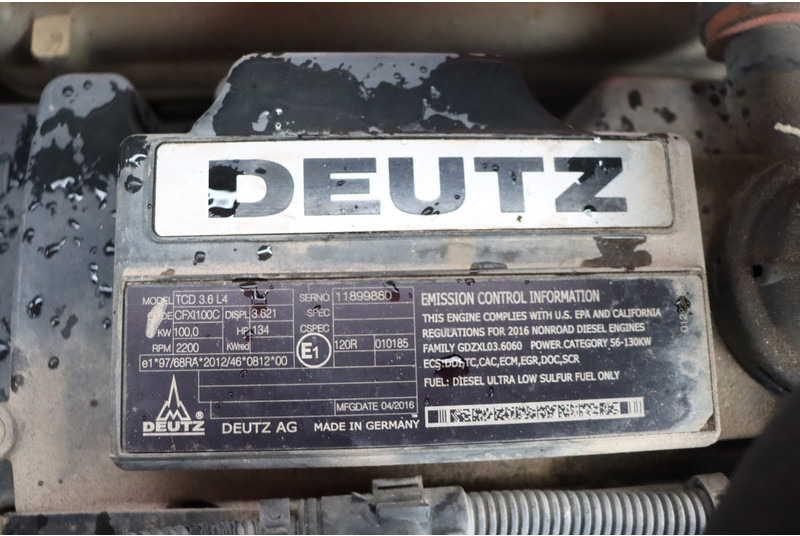 DEUTZ
MODEL TCD 3.6 L4 SERNO 11899880
CFXI100C DISPL 3.621 SPEC
KW 100,0 HP 134 CSPEC
RPM 2200 KWred E1 120R 010185
e1*97/68RA*2012/46*0812*00
MFGDATE 04/2016
DEUTZ ® DEUTZ AG MADE IN GERMANY
EMISSION CONTROL INFORMATION
THIS ENGINE COMPLIES WITH U.S. EPA AND CALIFORNIA
REGULATIONS FOR 2016 NONROAD DIESEL ENGINES
FAMILY GDZXL03.6060 POWER.CATEGORY 56-130KW
ECS:DDI,TC,CAC,ECM,EGR,DOC,SCR
FUEL: DIESEL ULTRA LOW SULFUR FUEL ONLY